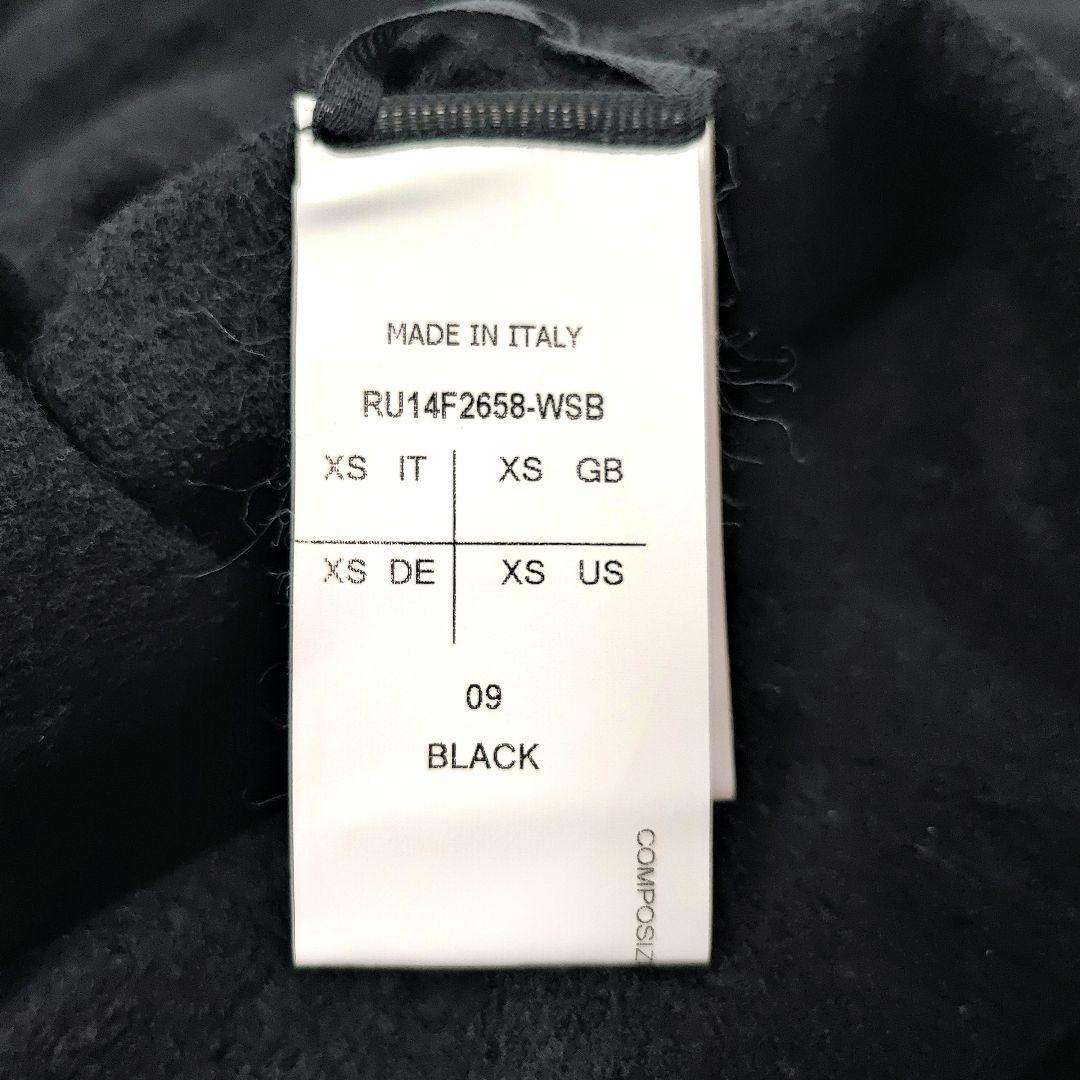 MADE IN ITALY
RU14F2658-WSB
XS IT XS GB
XS DE XS US
09
BLACK
COMPOSIZ